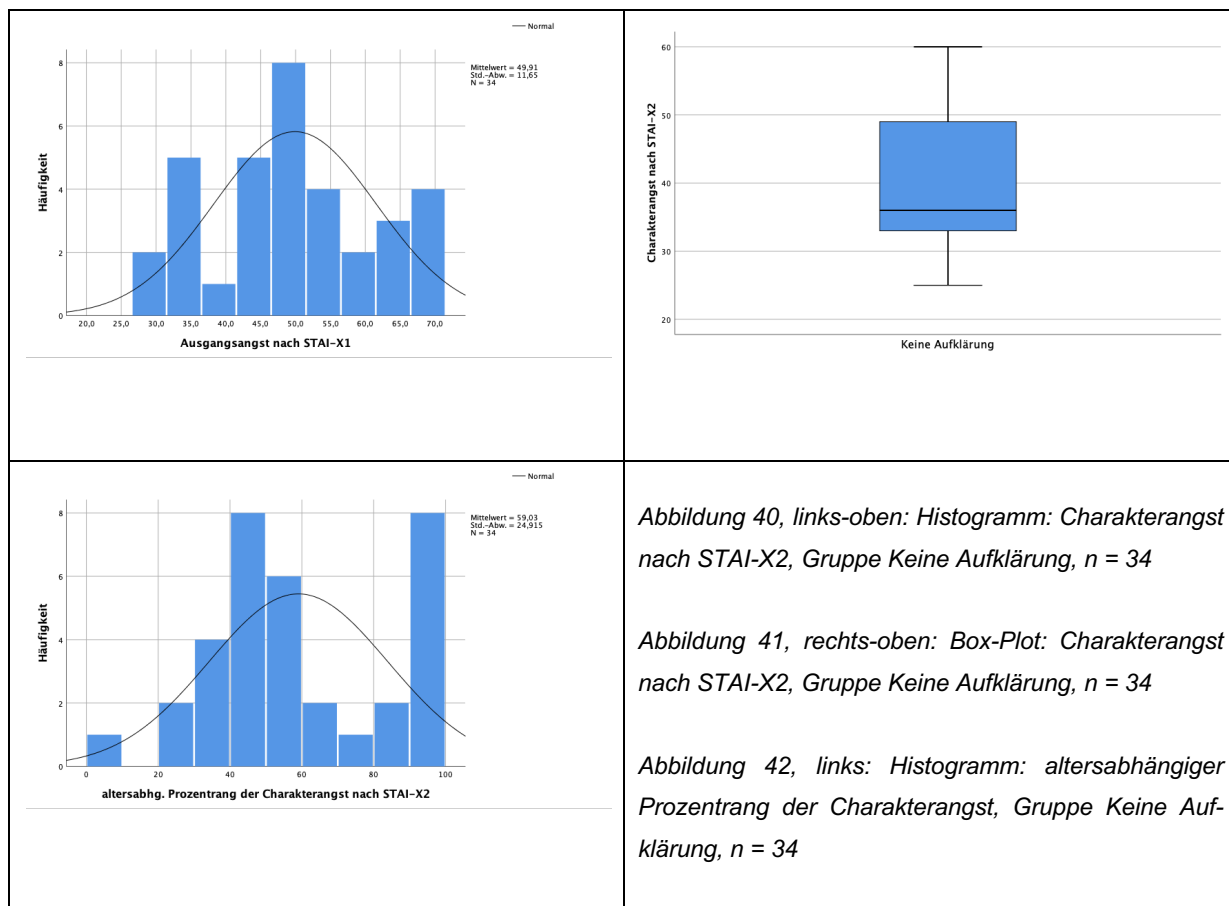 Normal
Mittelwert = 49,91
Std.-Abw. = 11,65
N = 34
Häufigkeit
8
6
4
2
0
20,0 25,0 30,0 35,0 40,0 45,0 50,0 55,0 60,0 65,0 70,0
Ausgangsangst nach STAI-X1
Charakterangst nach STAI-X2
60
50
40
30
20
Keine Aufklärung
Normal
Mittelwert = 59,03
Std.-Abw. = 24,915
N = 34
Häufigkeit
8
6
4
2
0
0 20 40 60 80 100
altersabhg. Prozentrang der Charakterangst nach STAI-X2
Abbildung 40, links-oben: Histogramm: Charakterangst
nach STAI-X2, Gruppe Keine Aufklärung, n = 34
Abbildung 41, rechts-oben: Box-Plot: Charakterangst
nach STAI-X2, Gruppe Keine Aufklärung, n = 34
Abbildung 42, links: Histogramm: altersabhängiger
Prozentrang der Charakterangst, Gruppe Keine Auf-
klärung, n = 34